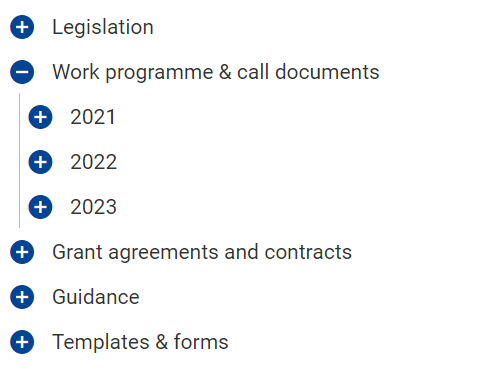 Legislation
Work programme & call documents
2021
2022
2023
Grant agreements and contracts
Guidance
Templates & forms